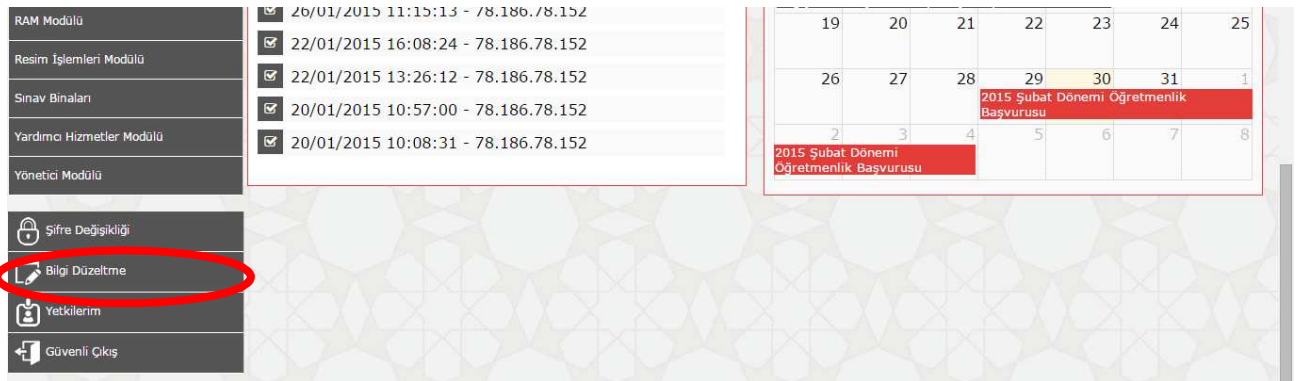 RAM Modülü
Resim İşlemleri Modülü
Sınav Binaları
Yardımcı Hizmetler Modülü
Yönetici Modülü
Şifre Değişikliği
Bilgi Düzeltme
Yetkilerim
Güvenli Çıkış
26/01/2015 11:15:13 - 78.186.78.152
22/01/2015 16:08:24 - 78.186.78.152
22/01/2015 13:26:12 - 78.186.78.152
20/01/2015 10:57:00 - 78.186.78.152
20/01/2015 10:08:31 - 78.186.78.152
19 20 21 22 23 24 25
26 27 28 29 30 31 1
2015 Şubat Dönemi Öğretmenlik
Başvurusu
2 3 4 5 6 7 8
2015 Şubat Dönemi
Öğretmenlik Başvurusu